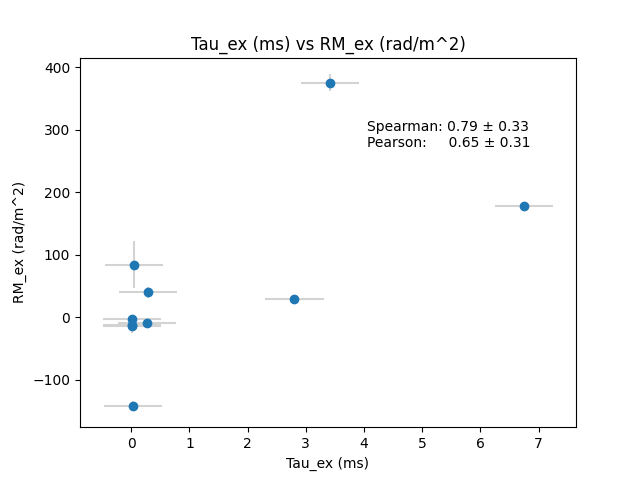 Tau_ex (ms) vs RM_ex (rad/m^2)
400
300
200
100
0
−100
RM_ex (rad/m^2)
Spearman: 0.79 ± 0.33
Pearson: 0.65 ± 0.31
0 1 2 3 4 5 6 7
Tau_ex (ms)